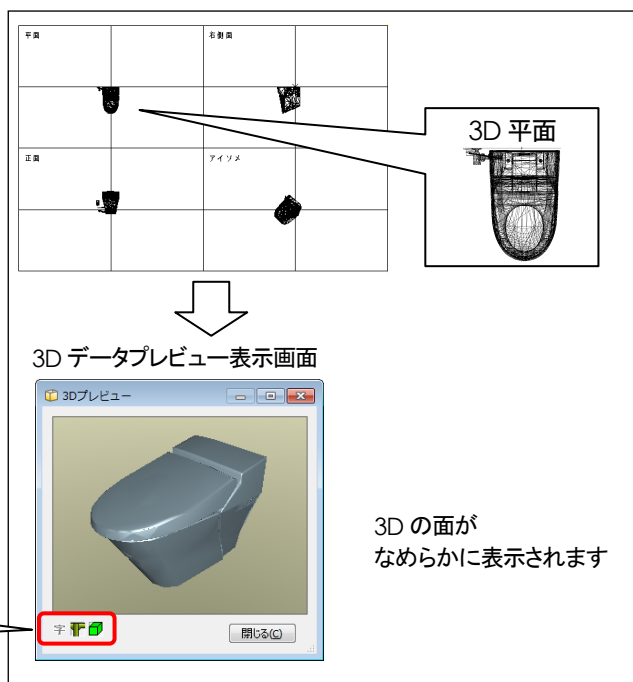 平面
右側面
3D 平面
正面
アイソメ
3D データプレビュー表示画面
3Dプレビュー
3D の面が
なめらかに表示されます
字
閉じる(C)